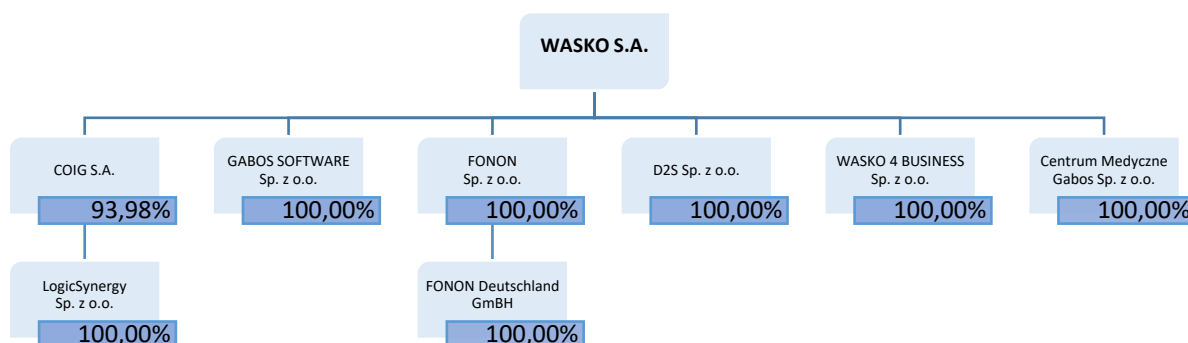 WASKO S.A.
COIG S.A.
93,98%
GABOS SOFTWARE
Sp. z o.o.
100,00%
FONON
Sp. z o.o.
100,00%
D2S Sp. z o.o.
100,00%
WASKO 4 BUSINESS
Sp. z o.o.
100,00%
Centrum Medyczne
Gabos Sp. z o.o.
100,00%
LogicSynergy
Sp. z o.o.
100,00%
FONON Deutschland
GmBH
100,00%